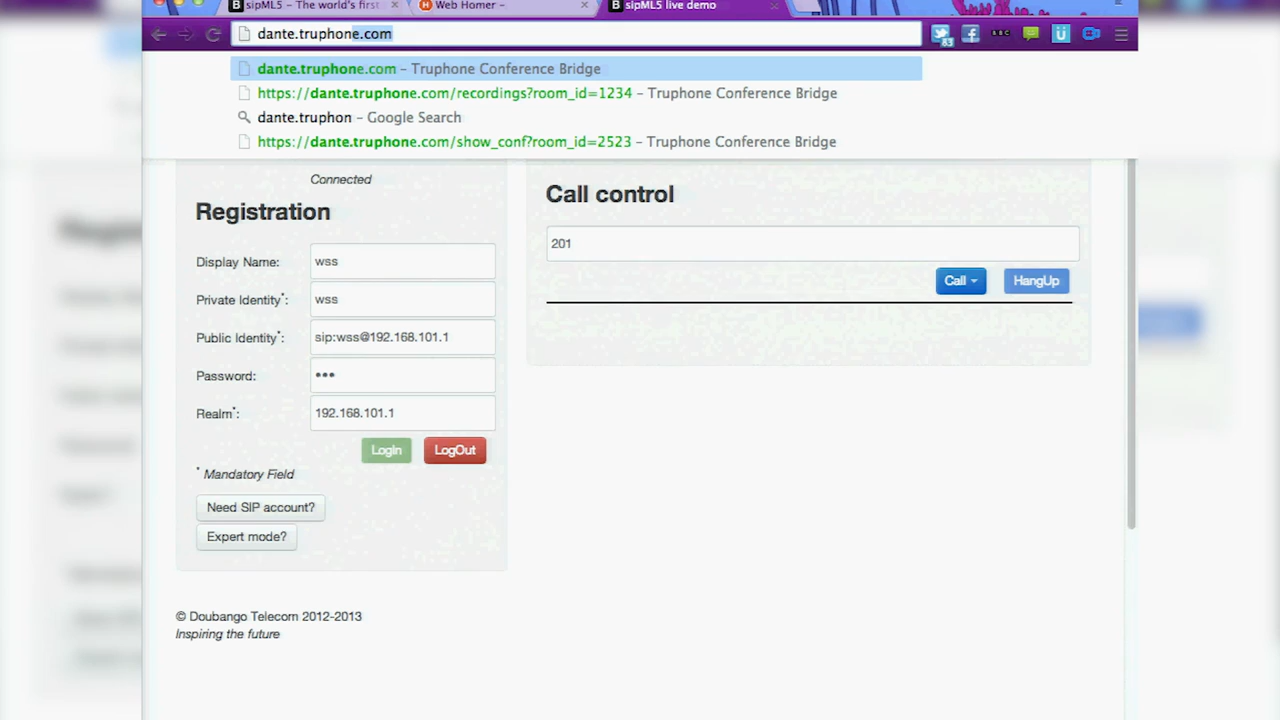 sipML5 – The world's first
Web Homer –
sipML5 live demo
dante.truphone.com
83
ABC
dante.truphone.com – Truphone Conference Bridge
https://dante.truphone.com/recordings?room_id=1234 – Truphone Conference Bridge
dante.truphon – Google Search
https://dante.truphone.com/show_conf?room_id=2523 – Truphone Conference Bridge
Connected
Registration
Display Name: wss
Private Identity*: wss
Public Identity*: sip:wss@192.168.101.1
Password: •••
Realm*: 192.168.101.1
LogIn LogOut
* Mandatory Field
Need SIP account?
Expert mode?
Call control
201
Call HangUp
© Doubango Telecom 2012-2013
Inspiring the future